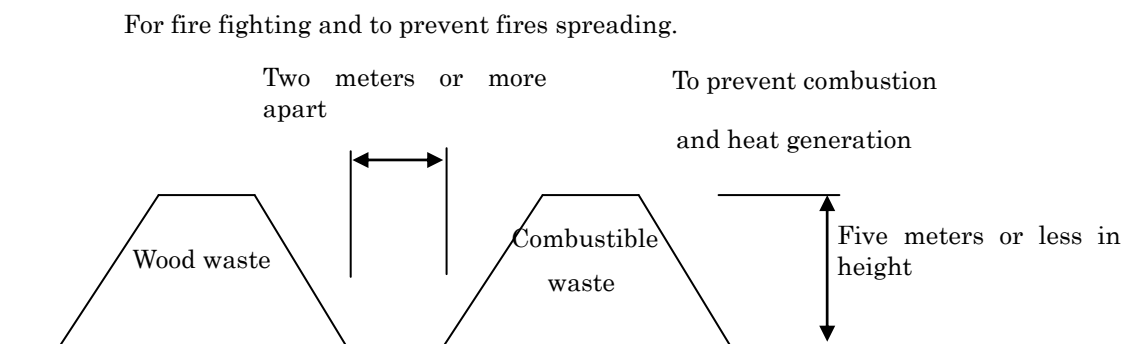 For fire fighting and to prevent fires spreading.
Two meters or more
apart
To prevent combustion
and heat generation
Wood waste
Combustible
waste
Five meters or less in
height